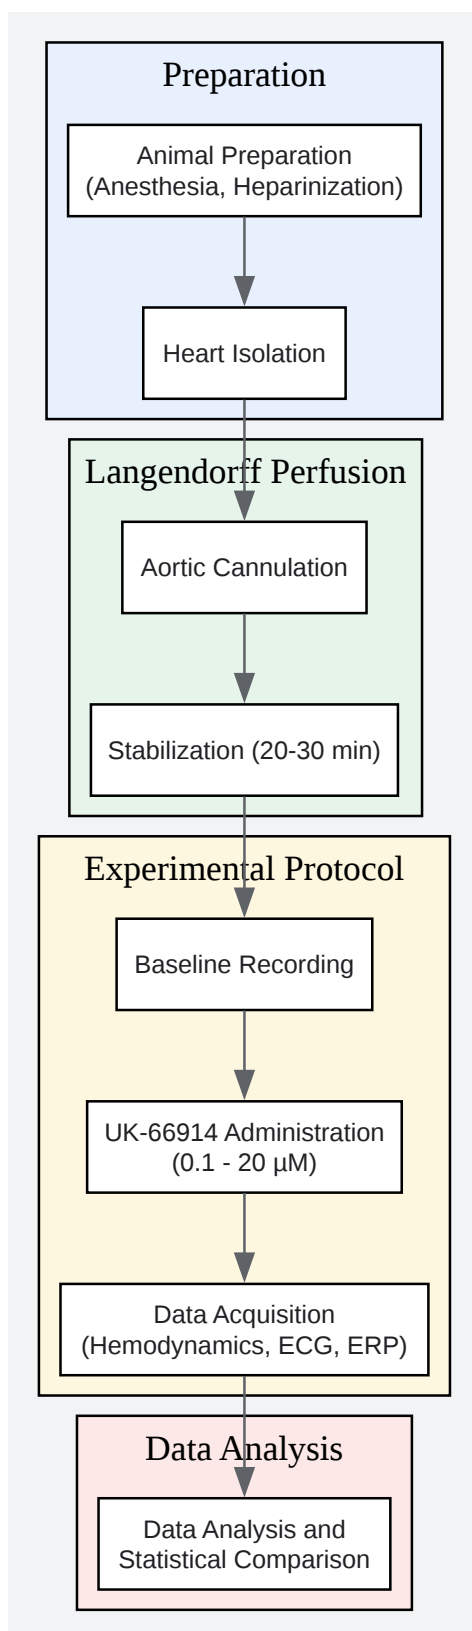 Preparation
Animal Preparation
(Anesthesia, Heparinization)
Heart Isolation
Langendorff Perfusion
Aortic Cannulation
Stabilization (20-30 min)
Experimental Protocol
Baseline Recording
UK-66914 Administration
(0.1 - 20 µM)
Data Acquisition
(Hemodynamics, ECG, ERP)
Data Analysis
Data Analysis and
Statistical Comparison